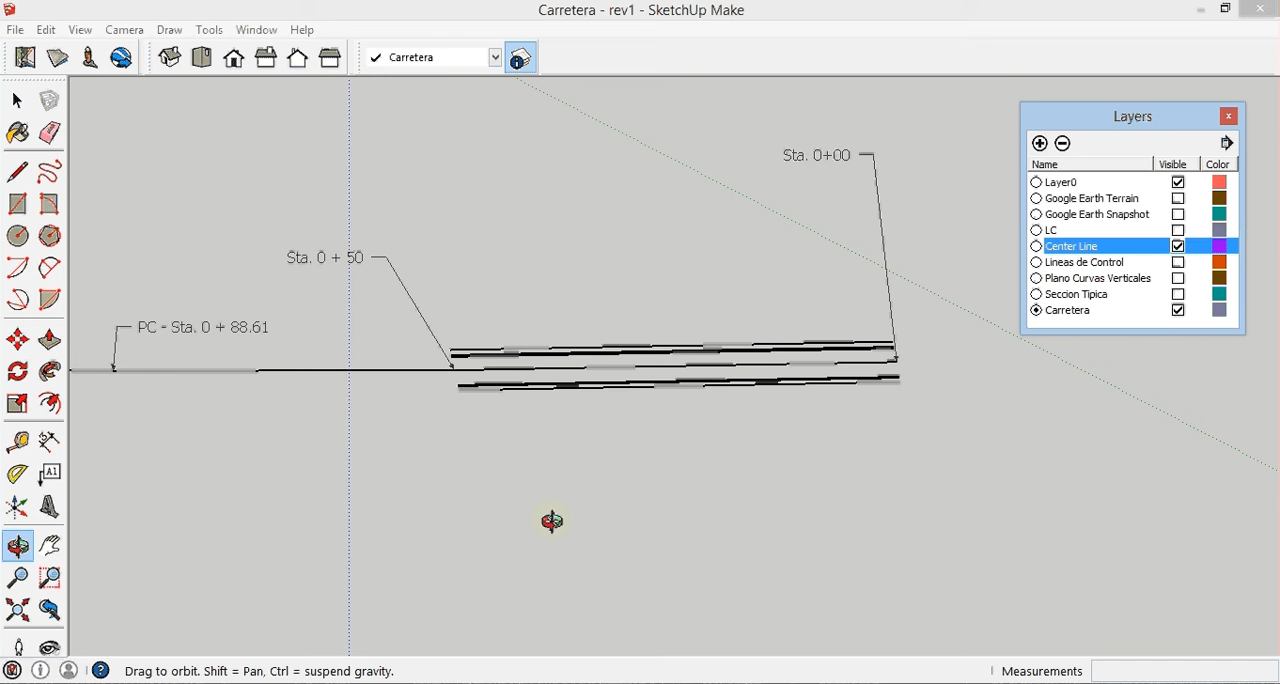 Carretera - rev1 - SketchUp Make
File Edit View Camera Draw Tools Window Help
Carretera
Layers
Name Visible Color
Layer0
Google Earth Terrain
Google Earth Snapshot
LC
Center Line
Lineas de Control
Plano Curvas Verticales
Seccion Tipica
Carretera
Sta. 0+00
Sta. 0 + 50
PC - Sta. 0 + 88.61
A1
Drag to orbit. Shift = Pan, Ctrl = suspend gravity.
Measurements